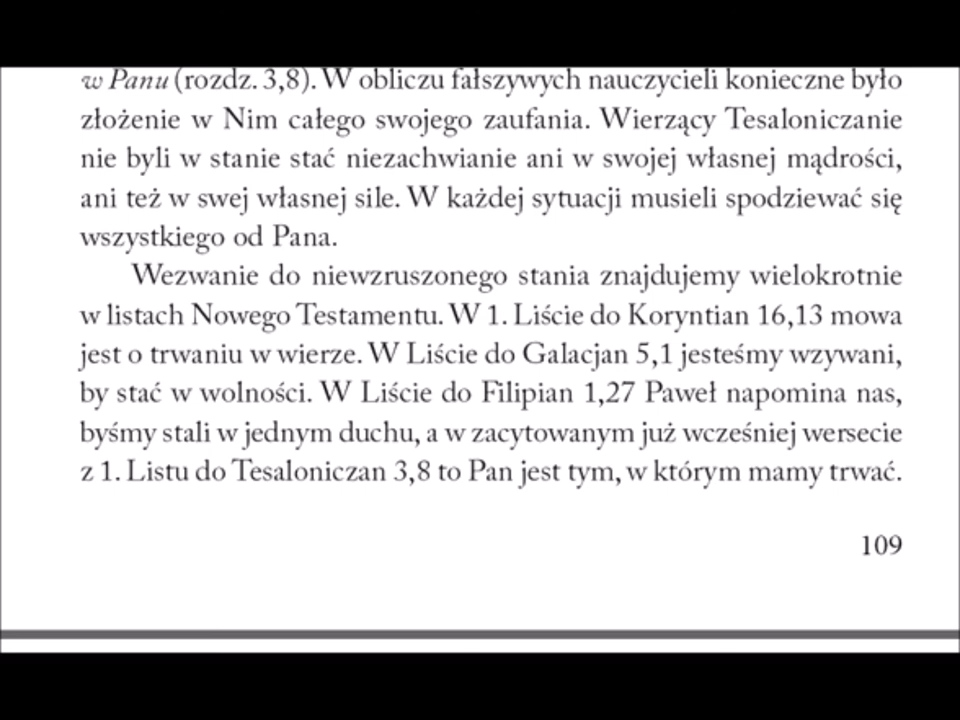 w Panu (rozdz. 3,8). W obliczu fałszywych nauczycieli konieczne było
złożenie w Nim całego swojego zaufania. Wierzący Tesaloniczanie
nie byli w stanie stać niezachwianie ani w swojej własnej mądrości,
ani też w swej własnej sile. W każdej sytuacji musieli spodziewać się
wszystkiego od Pana.
Wezwanie do niewzruszonego stania znajdujemy wielokrotnie
w listach Nowego Testamentu. W 1. Liście do Koryntian 16,13 mowa
jest o trwaniu w wierze. W Liście do Galacjan 5,1 jesteśmy wzywani,
by stać w wolności. W Liście do Filipian 1,27 Paweł napomina nas,
byśmy stali w jednym duchu, a w zacytowanym już wcześniej wersecie
z 1. Listu do Tesaloniczan 3,8 to Pan jest tym, w którym mamy trwać.
109